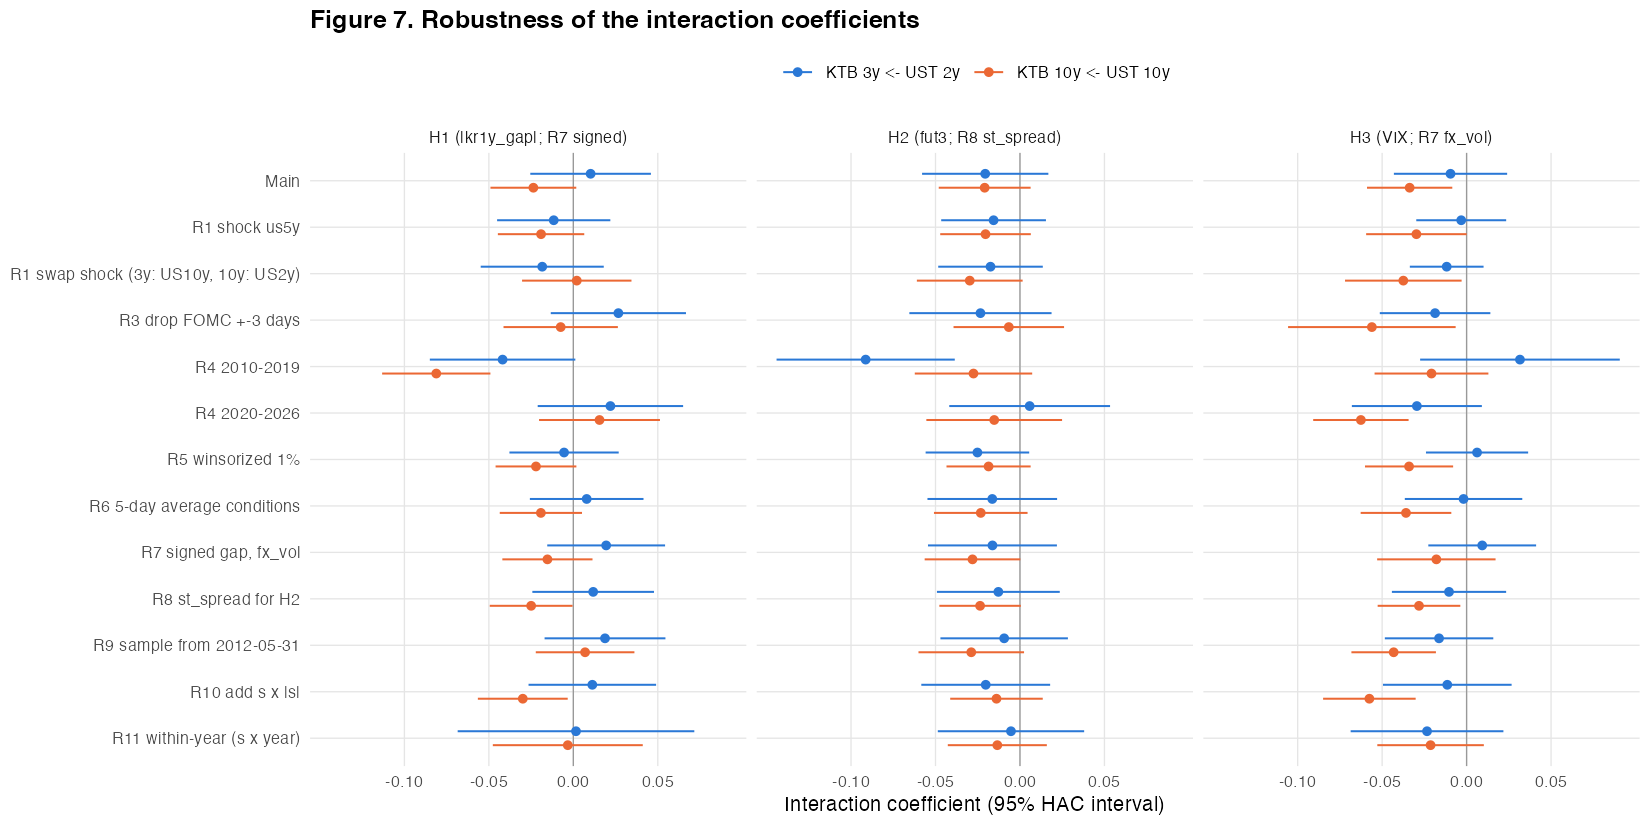 Figure 7. Robustness of the interaction coefficients
KTB 3y <- UST 2y
KTB 10y <- UST 10y
H1 (|kr1y_gap|; R7 signed)
H2 (fut3; R8 st_spread)
H3 (VIX; R7 fx_vol)
Main
R1 shock us5y
R1 swap shock (3y: US10y, 10y: US2y)
R3 drop FOMC +-3 days
R4 2010-2019
R4 2020-2026
R5 winsorized 1%
R6 5-day average conditions
R7 signed gap, fx_vol
R8 st_spread for H2
R9 sample from 2012-05-31
R10 add s x |s|
R11 within-year (s x year)
-0.10 -0.05 0.00 0.05
-0.10 -0.05 0.00 0.05
-0.10 -0.05 0.00 0.05
Interaction coefficient (95% HAC interval)